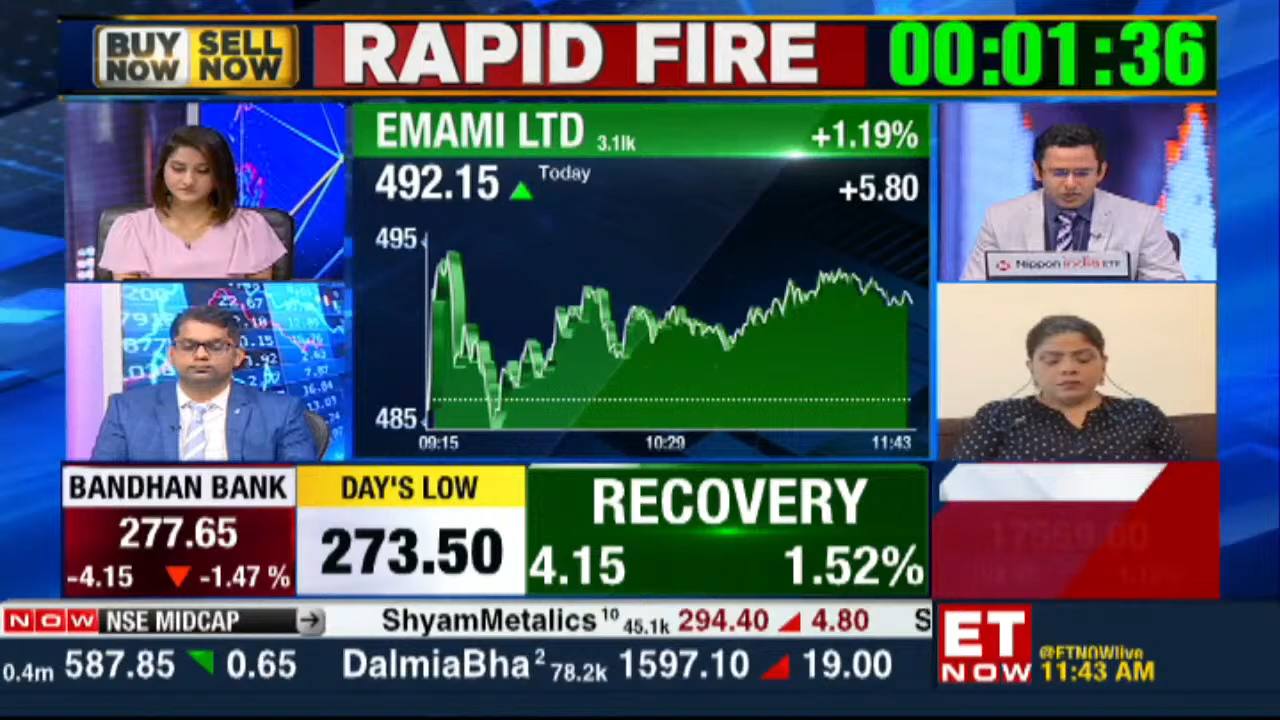 BUY NOW SELL NOW
RAPID FIRE
00:01:36
EMAMI LTD 3.11k +1.19%
492.15 Today +5.80
495
485
09:15 10:29 11:43
Nippon india ETF
BANDHAN BANK
277.65
-4.15 -1.47 %
DAY'S LOW
273.50
RECOVERY
4.15 1.52%
NOW NSE MIDCAP
ShyamMetalics 10 45.1k 294.40 4.80 S
0.4m 587.85 0.65 DalmiaBha 2 78.2k 1597.10 19.00
ET NOW
@ETNOWlive
11:43 AM